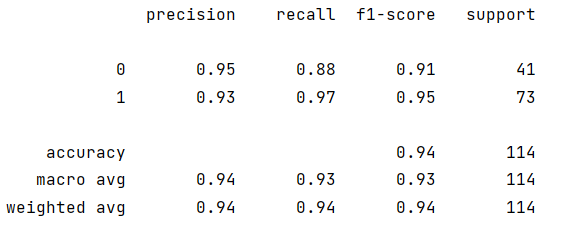 precision recall f1-score support
0 0.95 0.88 0.91 41
1 0.93 0.97 0.95 73
accuracy 0.94 114
macro avg 0.94 0.93 0.93 114
weighted avg 0.94 0.94 0.94 114